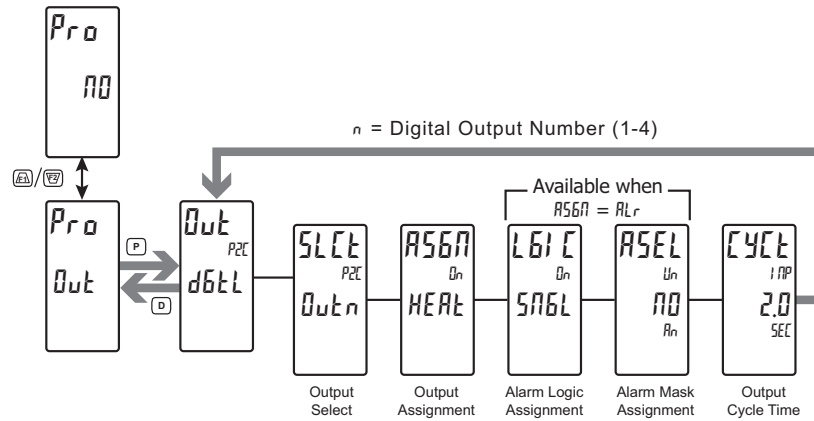 Pro
NO
F1/F2
Pro
Out
P
D
n = Digital Output Number (1-4)
Out
P2C
dGtL
Available when
ASGN = ALr
SLCt
P2C
Outn
ASGN
On
HEAt
LGIC
On
SNGL
ASEL
Un
NO
An
CYCt
INP
2.0
SEC
Output
Select
Output
Assignment
Alarm Logic
Assignment
Alarm Mask
Assignment
Output
Cycle Time